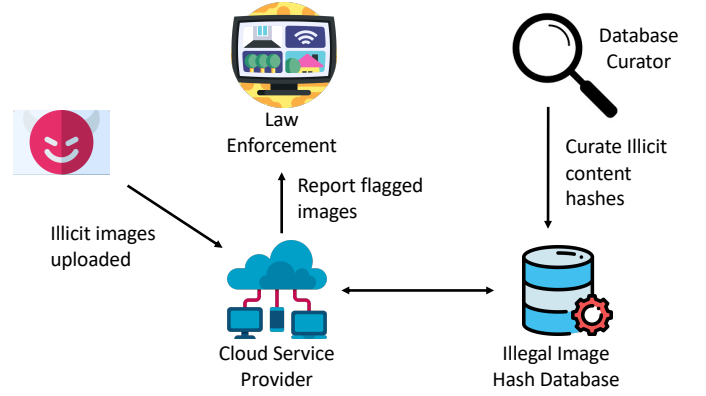 Database
Curator
Law
Enforcement
Curate Illicit
content
hashes
Report flagged
images
Illicit images
uploaded
Cloud Service
Provider
Illegal Image
Hash Database